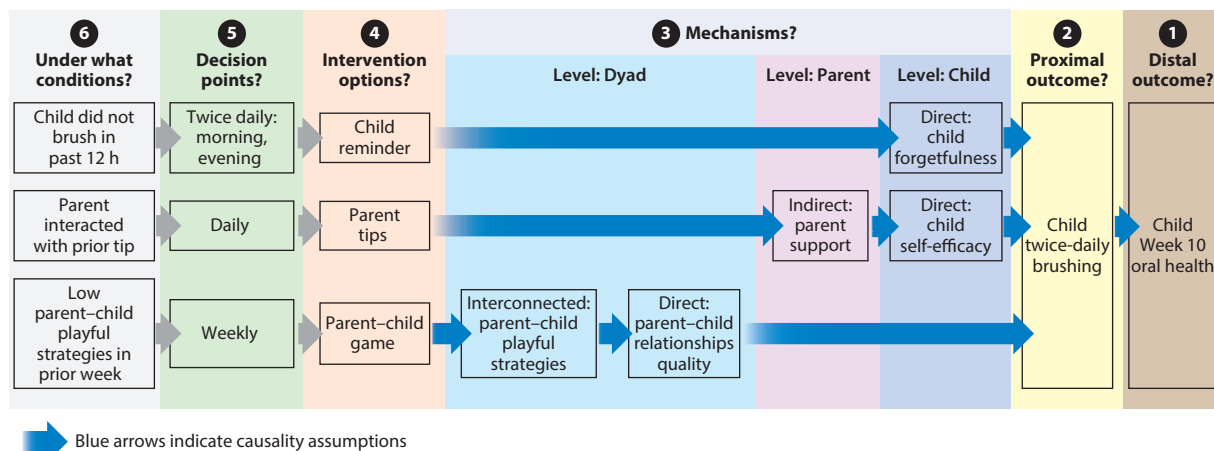 6
Under what
conditions?
5
Decision
points?
4
Intervention
options?
3 Mechanisms?
Level: Dyad
Level: Parent
Level: Child
2
Proximal
outcome?
1
Distal
outcome?
Child did not
brush in
past 12 h
Twice daily:
morning,
evening
Child
reminder
Direct:
child
forgetfulness
Parent
interacted
with prior tip
Daily
Parent
tips
Indirect:
parent
support
Direct:
child
self-efficacy
Child
twice-daily
brushing
Child
Week 10
oral health
Low
parent–child
playful
strategies in
prior week
Weekly
Parent–child
game
Interconnected:
parent–child
playful
strategies
Direct:
parent–child
relationships
quality
Blue arrows indicate causality assumptions